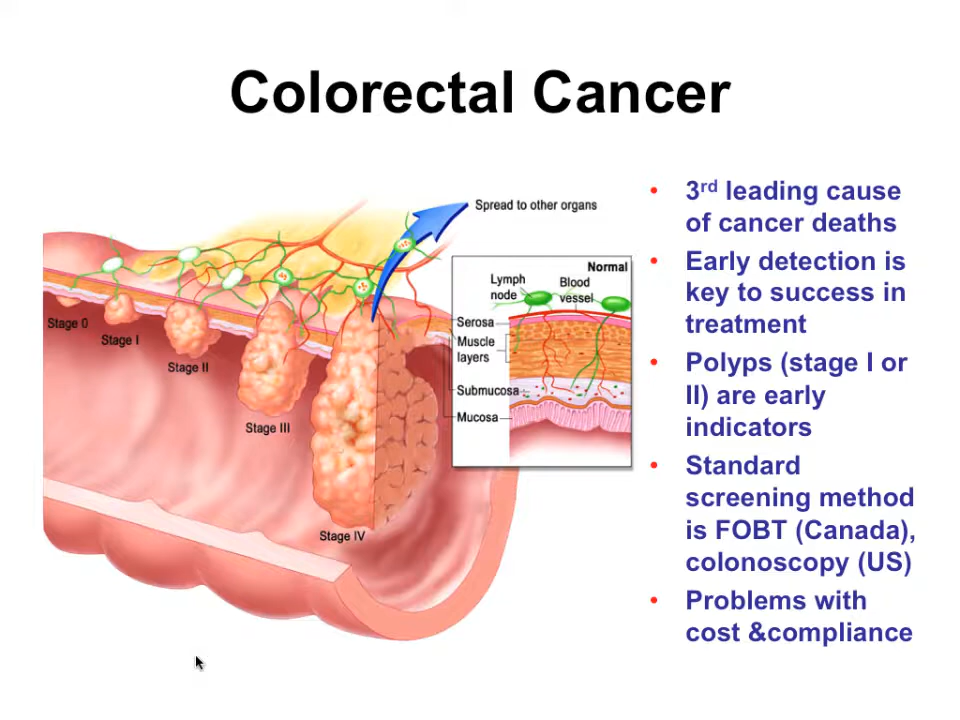 Colorectal Cancer
Spread to other organs
Normal
Lymph
node
Blood
vessel
Serosa
Muscle
layers
Submucosa
Mucosa
Stage 0
Stage I
Stage II
Stage III
Stage IV
• 3rd leading cause
of cancer deaths
• Early detection is
key to success in
treatment
• Polyps (stage I or
II) are early
indicators
• Standard
screening method
is FOBT (Canada),
colonoscopy (US)
• Problems with
cost &compliance